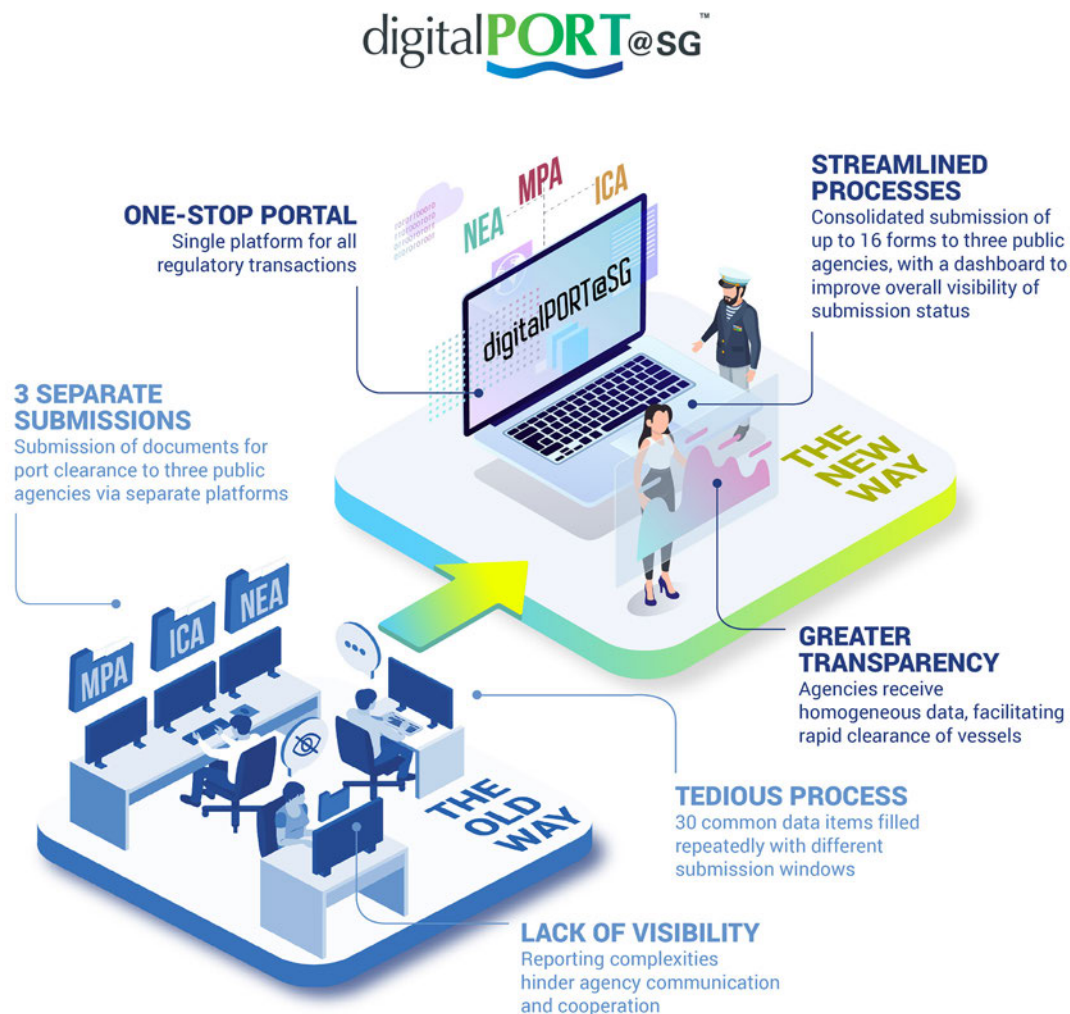 digitalPORT@SG™
NEA
MPA
ICA
ONE-STOP PORTAL
Single platform for all
regulatory transactions
STREAMLINED
PROCESSES
Consolidated submission of
up to 16 forms to three public
agencies, with a dashboard to
improve overall visibility of
submission status
digitalPORT@SG
THE
NEW
WAY
3 SEPARATE
SUBMISSIONS
Submission of documents for
port clearance to three public
agencies via separate platforms
MPA
ICA
NEA
GREATER
TRANSPARENCY
Agencies receive
homogeneous data, facilitating
rapid clearance of vessels
THE
OLD
WAY
TEDIOUS PROCESS
30 common data items filled
repeatedly with different
submission windows
LACK OF VISIBILITY
Reporting complexities
hinder agency communication
and cooperation